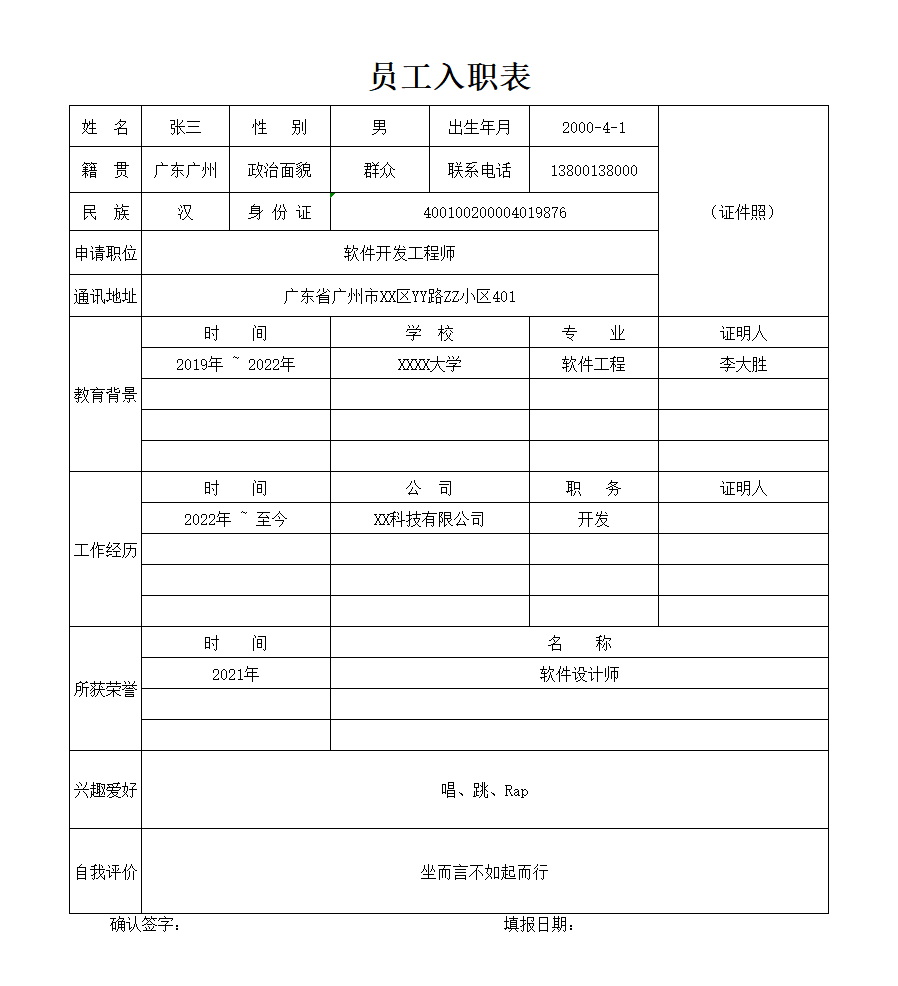 员工入职表
姓 名 张三 性 别 男 出生年月 2000-4-1
籍 贯 广东广州 政治面貌 群众 联系电话 13800138000
（证件照）
民 族 汉 身 份 证 400100200004019876
申请职位 软件开发工程师
通讯地址 广东省广州市XX区YY路ZZ小区401
教育背景
时 间 学 校 专 业 证明人
2019年 ~ 2022年 XXXX大学 软件工程 李大胜
工作经历
时 间 公 司 职 务 证明人
2022年 ~ 至今 XX科技有限公司 开发
所获荣誉
时 间 名 称
2021年 软件设计师
兴趣爱好 唱、跳、Rap
自我评价 坐而言不如起而行
确认签字： 填报日期：